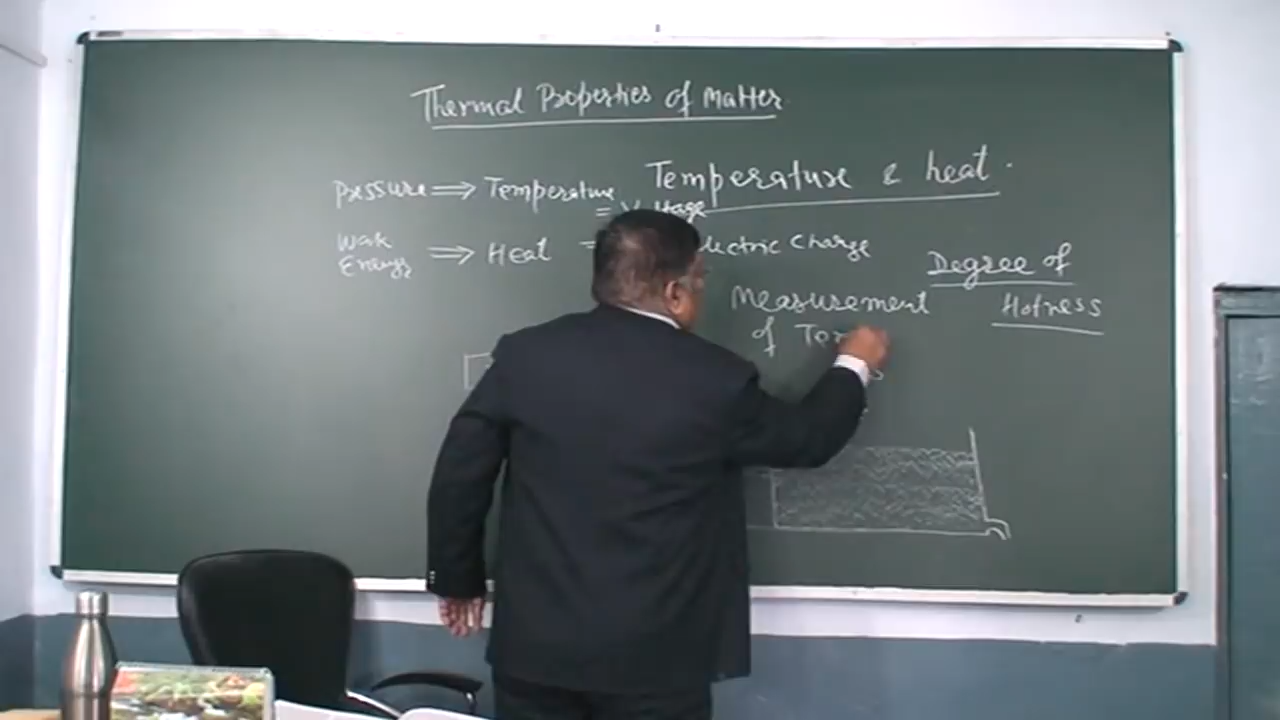 Thermal Properties of Matter
Temperature & heat.
Pressure ⇒ Temperature
=
Work
Energy ⇒ Heat = Electric Charge
Degree of
Hotness
Measurement
of Tem